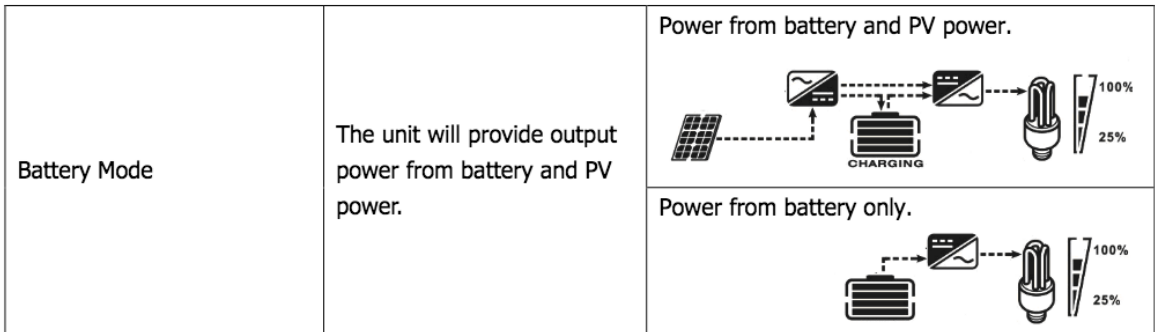 Battery Mode
The unit will provide output
power from battery and PV
power.
Power from battery and PV power.
100%
25%
CHARGING
Power from battery only.
100%
25%